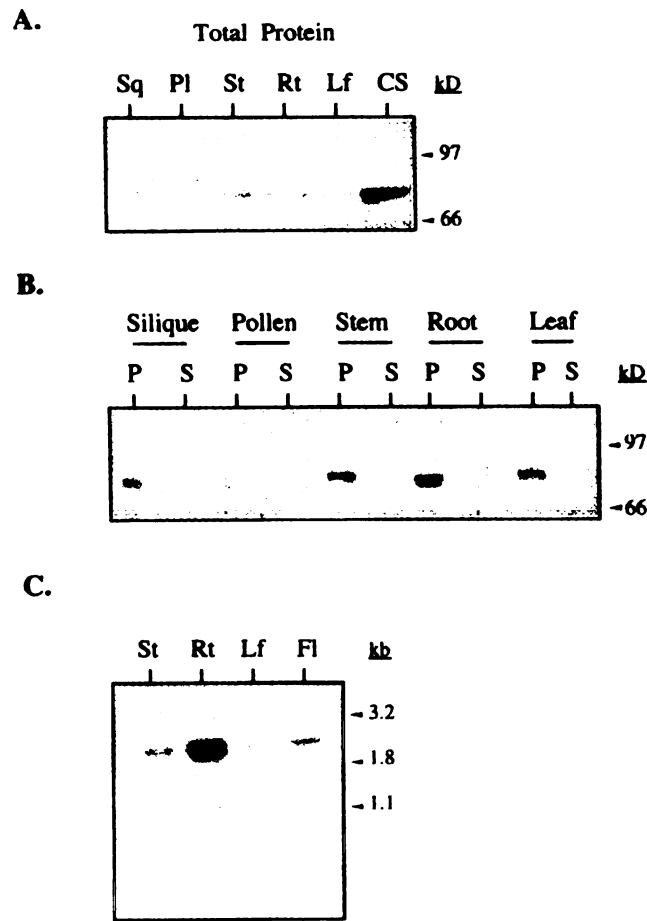 A.
Total Protein
Sq Pl St Rt Lf CS kD
97
66
B.
Silique Pollen Stem Root Leaf
P S P S P S P S P S kD
97
66
C.
St Rt Lf Fl kb
3.2
1.8
1.1